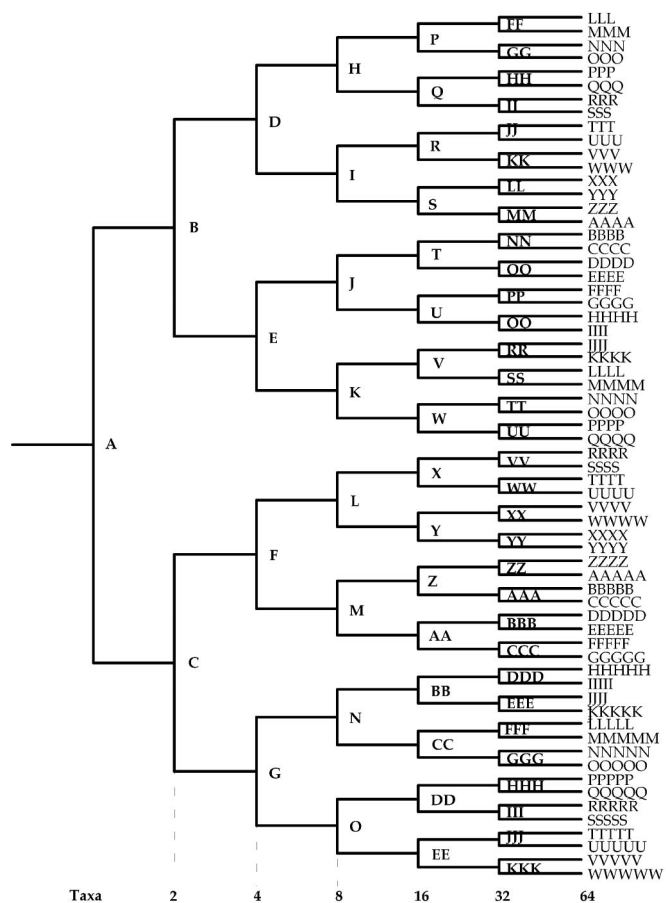 LLL
FF
MMM
P
NNN
GG
OOO
H
PPP
HH
QQQ
Q
RRR
II
SSS
D
TTT
JJ
UUU
R
VVV
KK
WWW
I
XXX
LL
YYY
S
ZZZ
MM
AAAA
B
BBBB
NN
CCCC
T
DDDD
OO
EEEE
J
FFFF
PP
GGGG
U
HHHH
OO
IIII
E
JJJJ
RR
KKKK
V
LLLL
SS
MMMM
K
NNNN
TT
OOOO
W
PPPP
UU
QQQQ
A
RRRR
VV
SSSS
X
TTTT
WW
UUUU
L
VVVV
XX
WWWW
Y
XXXX
YY
YYYY
F
ZZZZ
ZZ
AAAAA
Z
BBBBB
AAA
CCCCC
M
DDDDD
BBB
EEEEE
AA
FFFFF
CCC
GGGGG
C
HHHHH
DDD
IIIII
BB
JJJJ
EEE
KKKKK
N
LLLLL
FFF
MMMMM
CC
NNNNN
GGG
OOOOO
G
PPPPP
HHH
QQQQQ
DD
RRRRR
III
SSSSS
O
TTTTT
JJJ
UUUUU
EE
VVVVV
KKK
WWWWW
Taxa 2 4 8 16 32 64